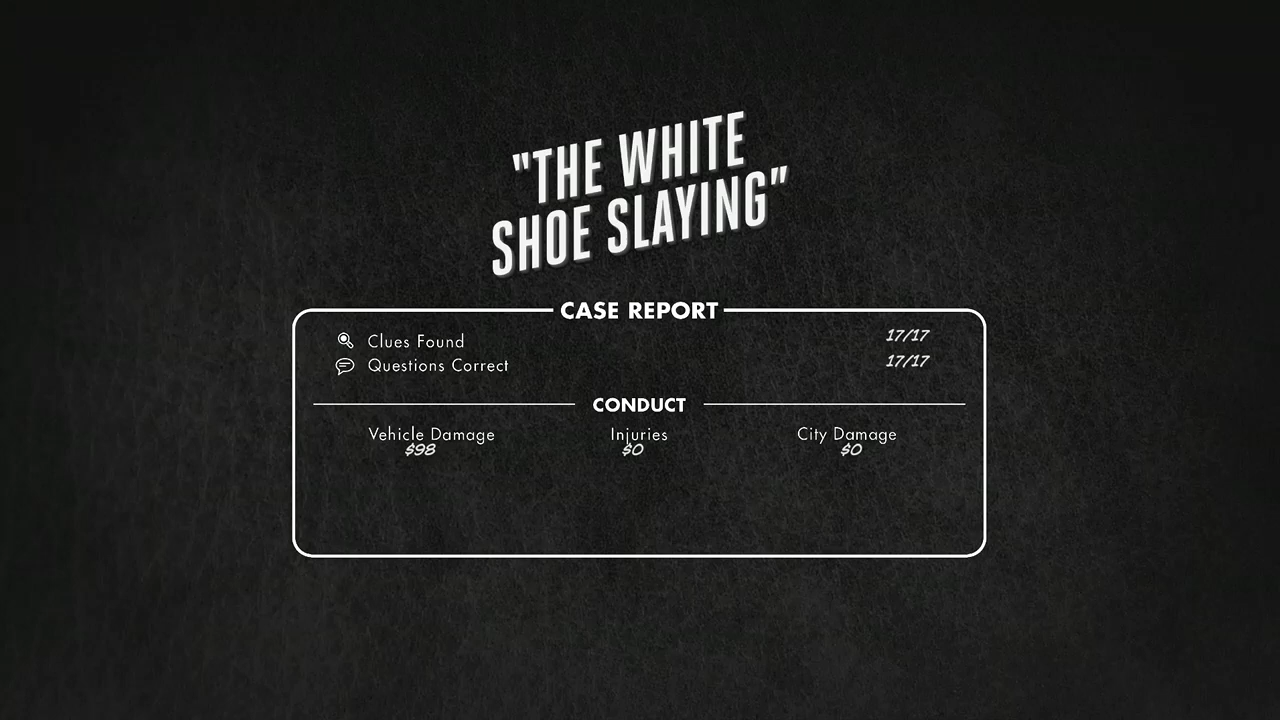 "THE WHITE
SHOE SLAYING"
CASE REPORT
Clues Found 17/17
Questions Correct 17/17
CONDUCT
Vehicle Damage Injuries City Damage
$98 $0 $0